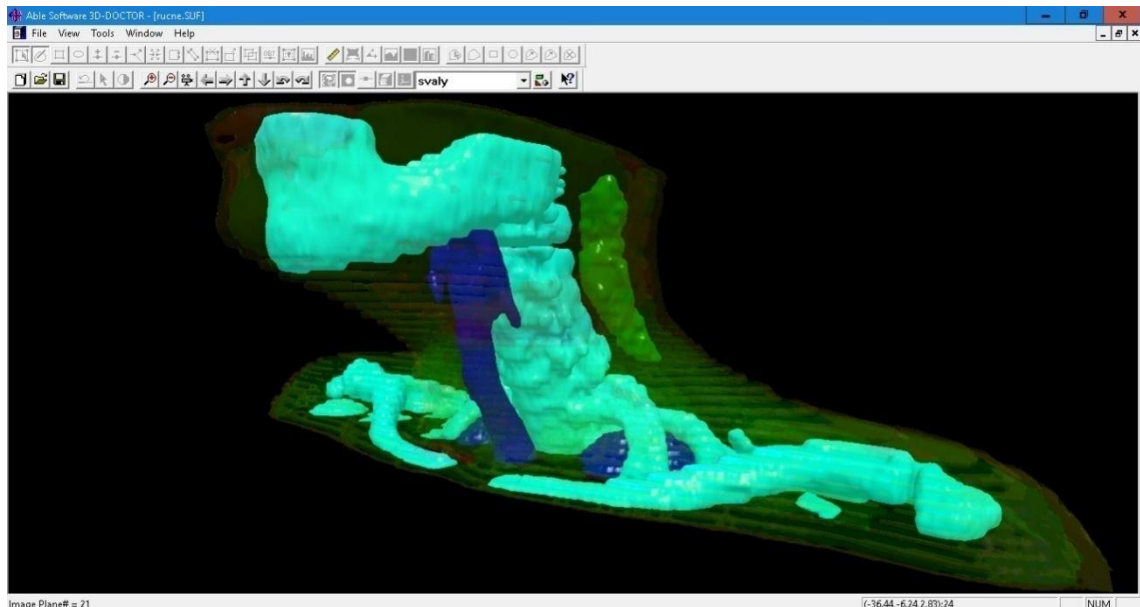 Able Software 3D-DOCTOR - [rucne.SUF]
File View Tools Window Help
svaly
Image Plane# = 21
(-36.44,-6.24,2.83):24
NUM